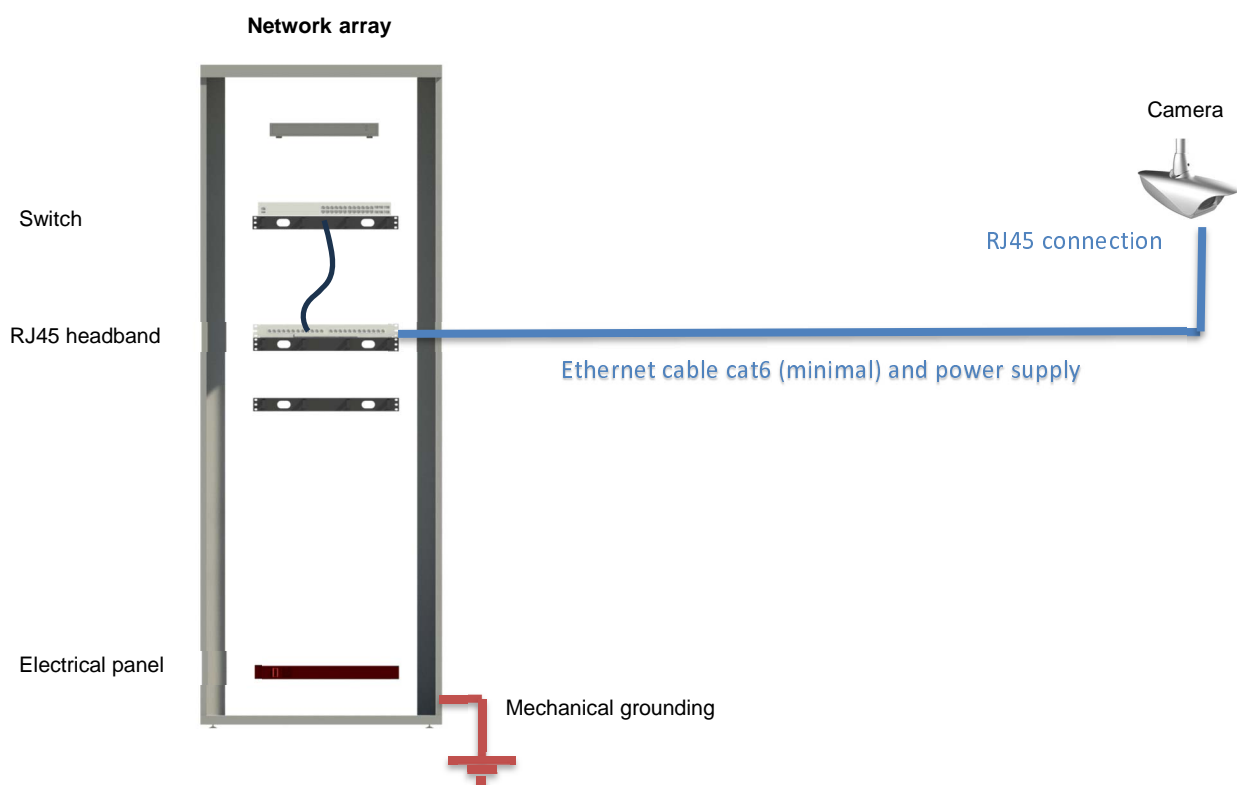 Network array
Camera
Switch
RJ45 connection
RJ45 headband
Ethernet cable cat6 (minimal) and power supply
Electrical panel
Mechanical grounding